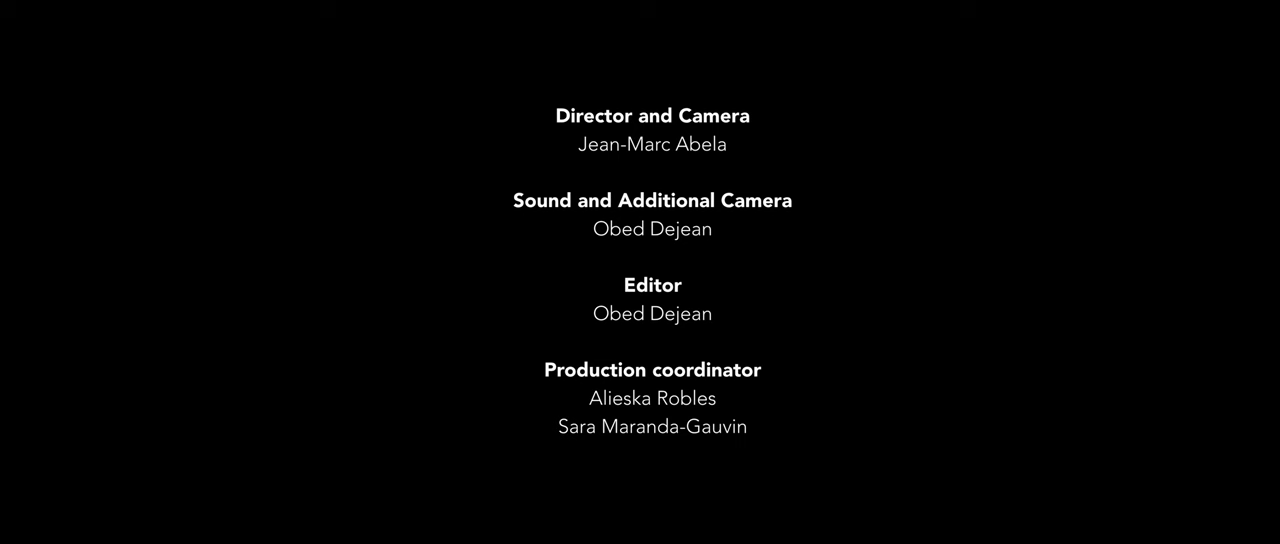 Director and Camera
Jean-Marc Abela
Sound and Additional Camera
Obed Dejean
Editor
Obed Dejean
Production coordinator
Alieska Robles
Sara Maranda-Gauvin